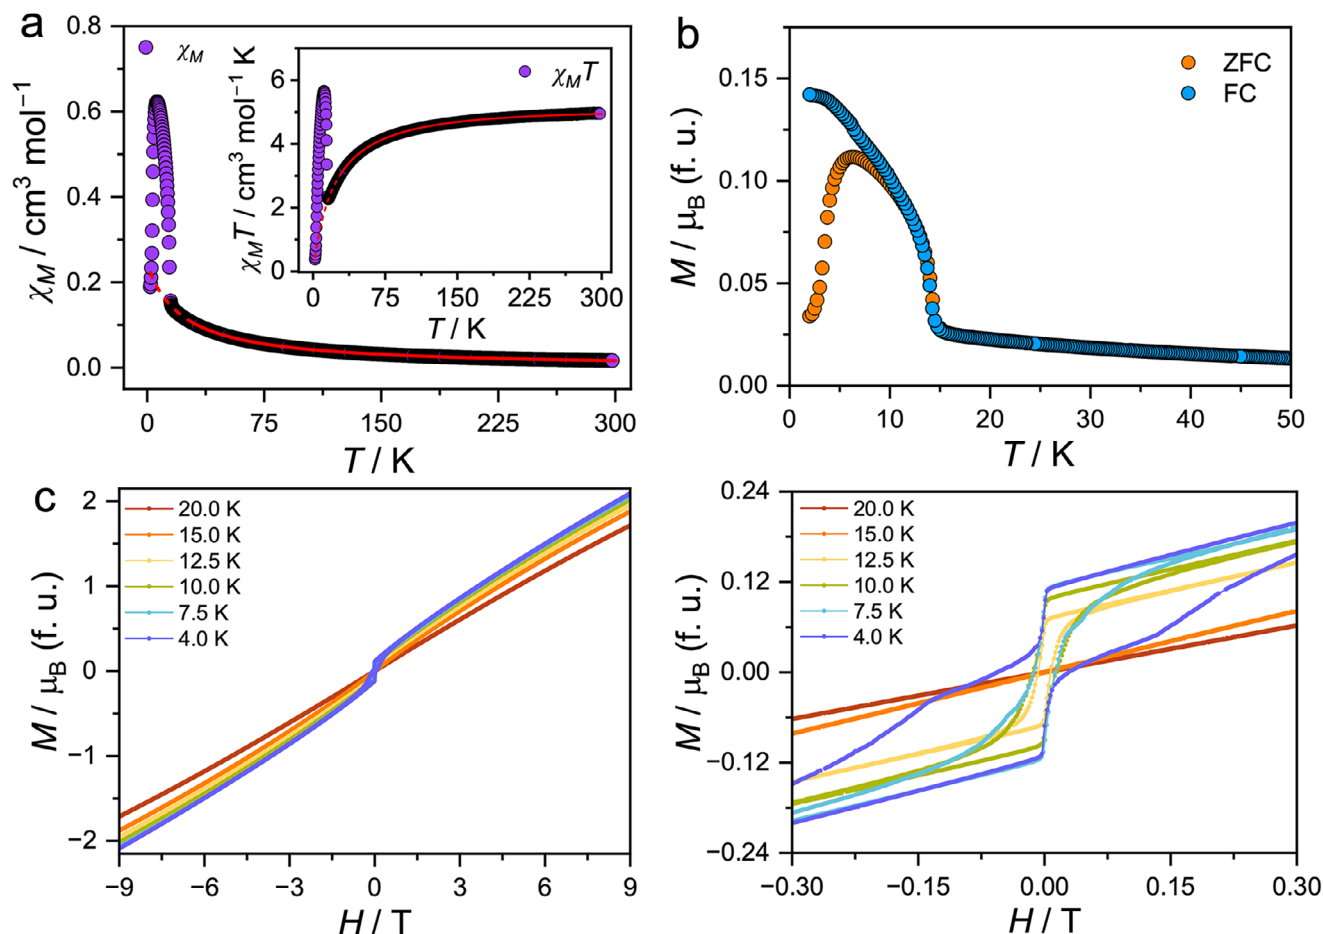 a
χM / cm³ mol⁻¹
0.8
0.6
0.4
0.2
0.0
χM
0
75
150
225
300
T / K
χMT / cm³ mol⁻¹ K
6
4
2
0
χMT
0
75
150
225
300
T / K
b
M / μB (f. u.)
0.15
0.10
0.05
0.00
ZFC
FC
0
10
20
30
40
50
T / K
c
M / μB (f. u.)
2
1
0
−1
−2
20.0 K
15.0 K
12.5 K
10.0 K
7.5 K
4.0 K
−9
−6
−3
0
3
6
9
H / T
M / μB (f. u.)
0.24
0.12
0.00
−0.12
−0.24
20.0 K
15.0 K
12.5 K
10.0 K
7.5 K
4.0 K
−0.30
−0.15
0.00
0.15
0.30
H / T